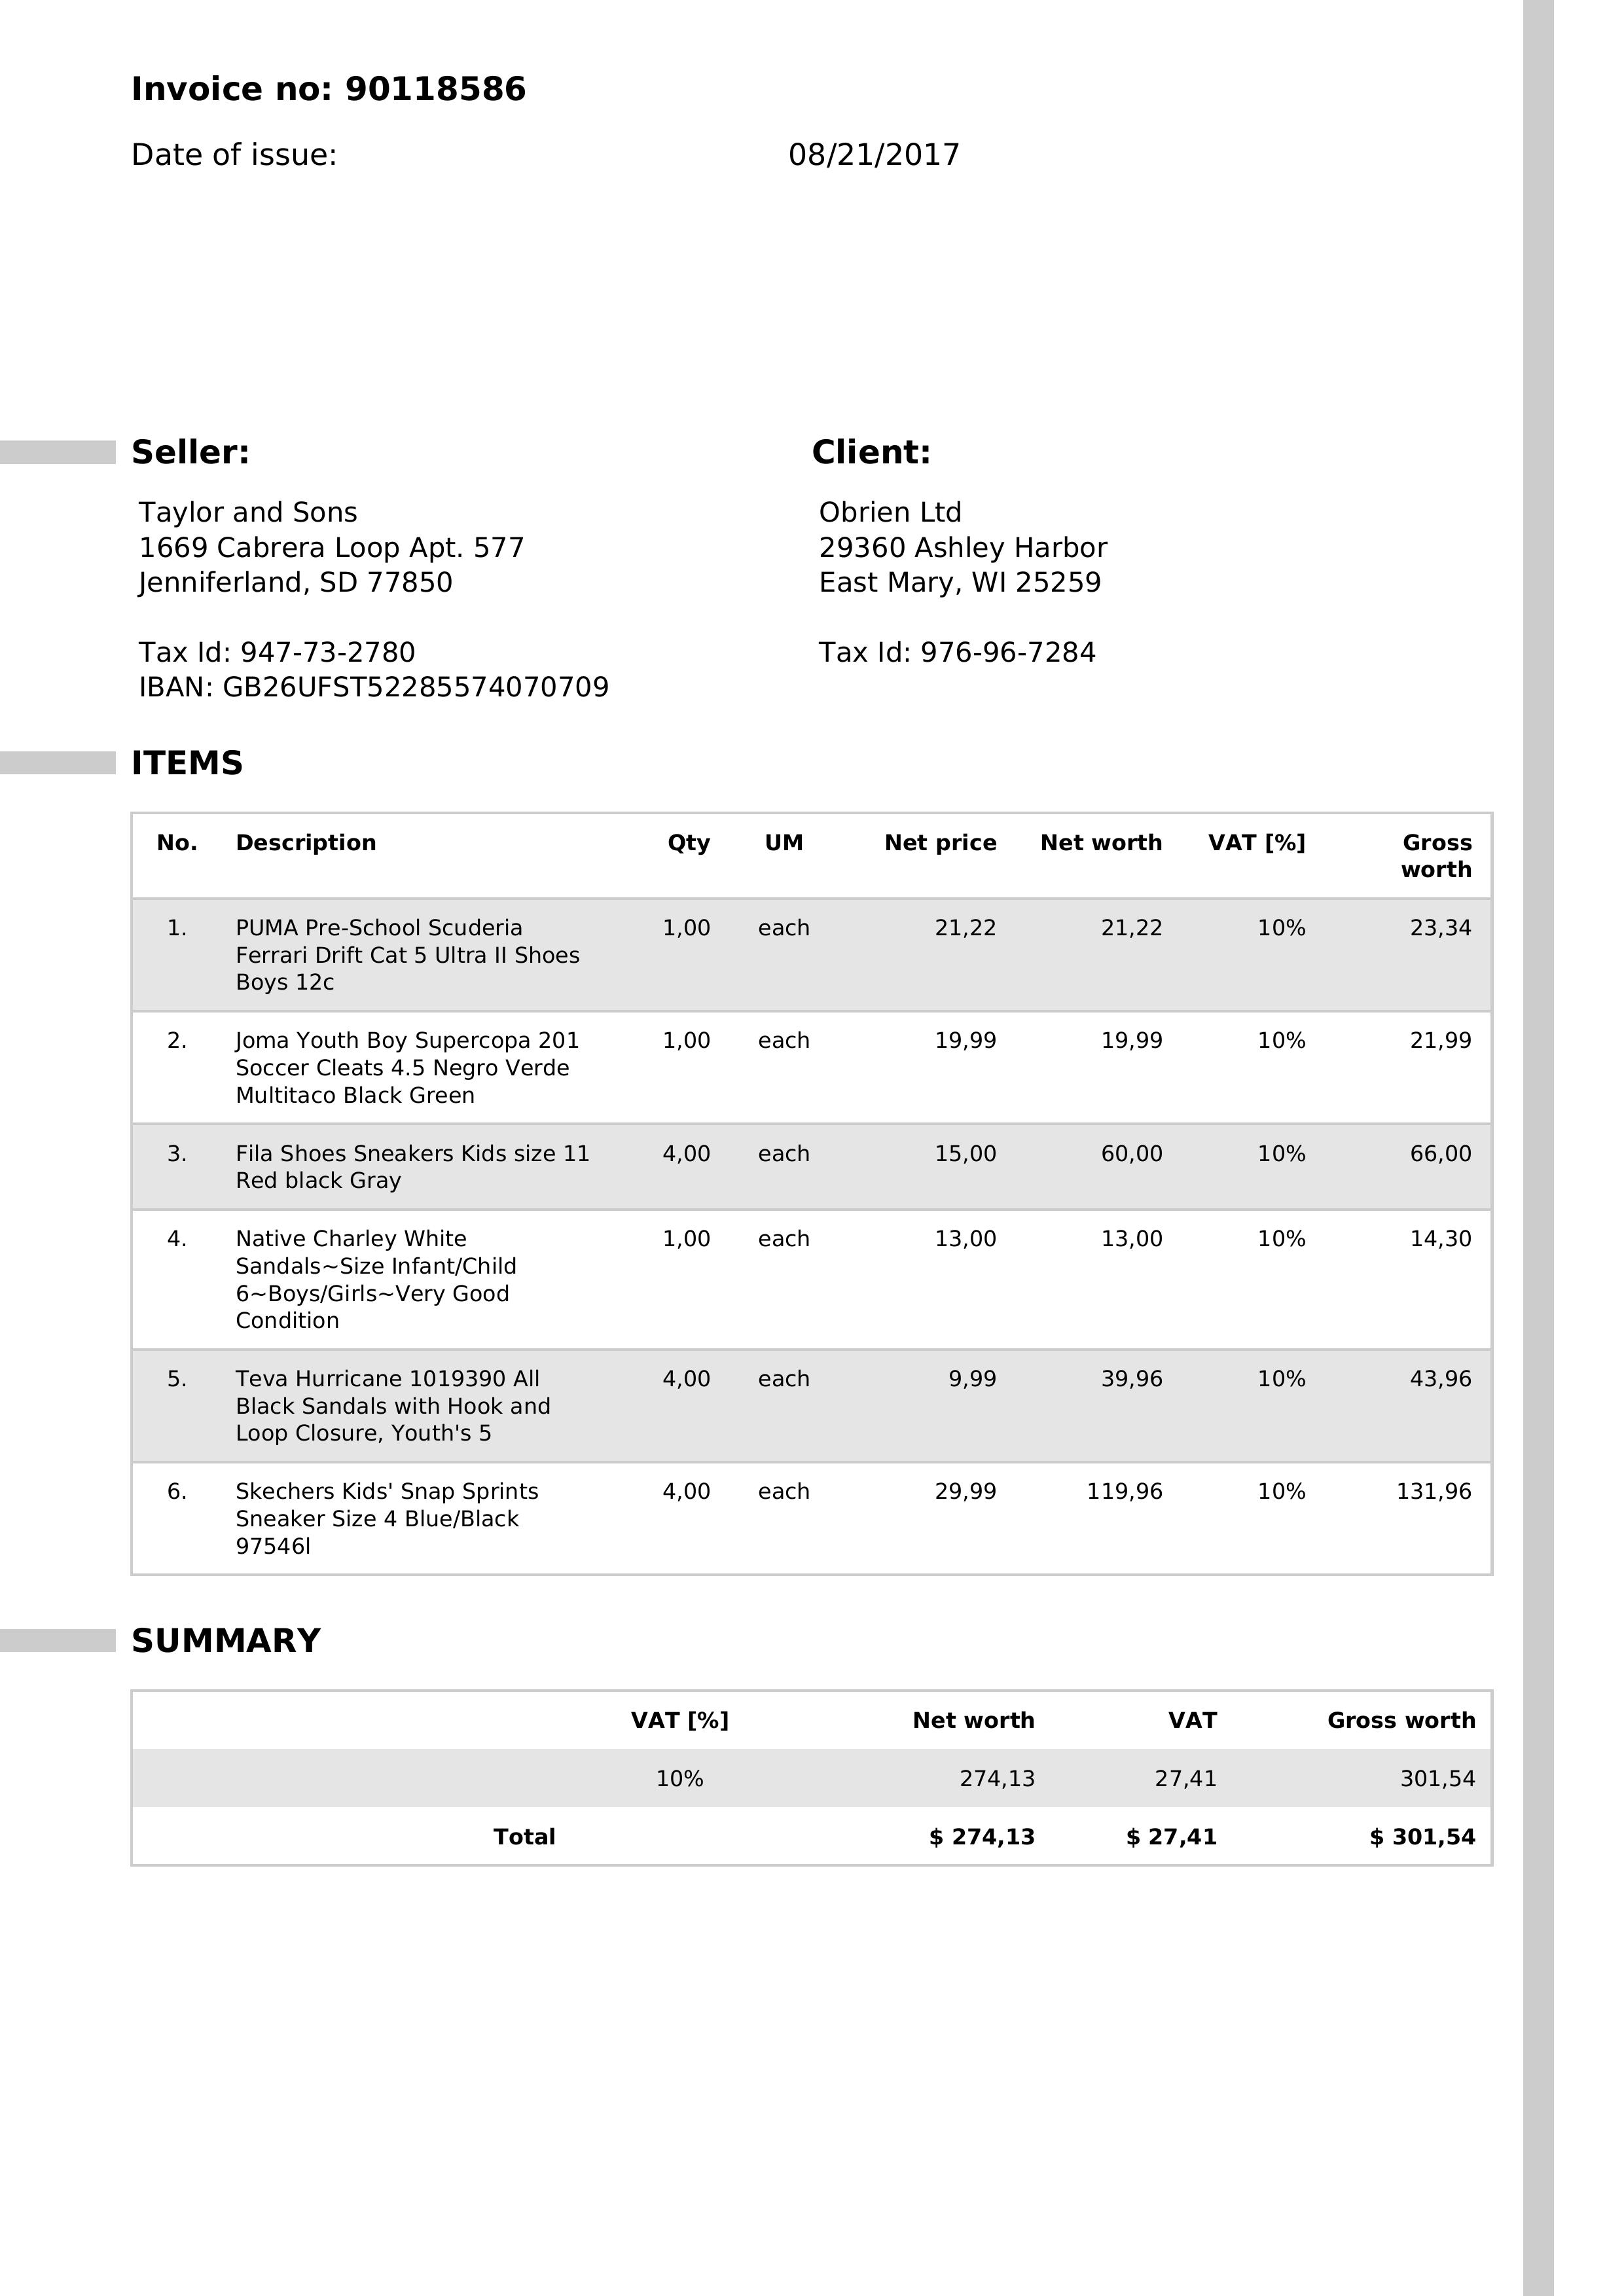 Invoice no: 90118586
Date of issue: 08/21/2017
Seller:
Taylor and Sons
1669 Cabrera Loop Apt. 577
Jenniferland, SD 77850
Tax Id: 947-73-2780
IBAN: GB26UFST52285574070709
Client:
Obrien Ltd
29360 Ashley Harbor
East Mary, WI 25259
Tax Id: 976-96-7284
ITEMS
No. Description Qty UM Net price Net worth VAT [%] Gross
worth
1. PUMA Pre-School Scuderia 1,00 each 21,22 21,22 10% 23,34
Ferrari Drift Cat 5 Ultra II Shoes
Boys 12c
2. Joma Youth Boy Supercopa 201 1,00 each 19,99 19,99 10% 21,99
Soccer Cleats 4.5 Negro Verde
Multitaco Black Green
3. Fila Shoes Sneakers Kids size 11 4,00 each 15,00 60,00 10% 66,00
Red black Gray
4. Native Charley White 1,00 each 13,00 13,00 10% 14,30
Sandals~Size Infant/Child
6~Boys/Girls~Very Good
Condition
5. Teva Hurricane 1019390 All 4,00 each 9,99 39,96 10% 43,96
Black Sandals with Hook and
Loop Closure, Youth's 5
6. Skechers Kids' Snap Sprints 4,00 each 29,99 119,96 10% 131,96
Sneaker Size 4 Blue/Black
97546l
SUMMARY
VAT [%] Net worth VAT Gross worth
10% 274,13 27,41 301,54
Total $ 274,13 $ 27,41 $ 301,54